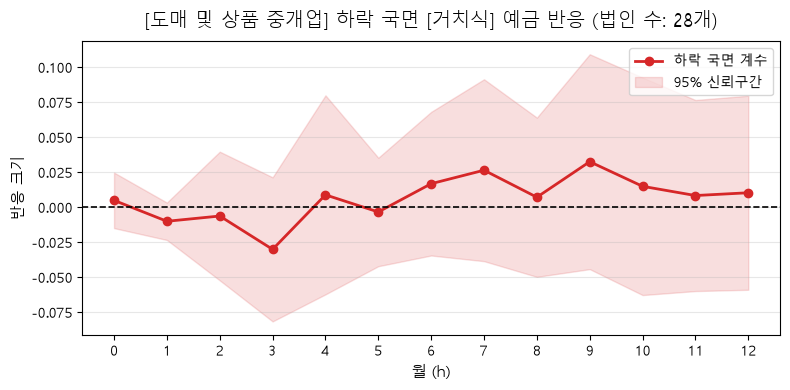 [도매 및 상품 중개업] 하락 국면 [거치식] 예금 반응 (법인 수: 28개)
하락 국면 계수
95% 신뢰구간
반응 크기
0.100
0.075
0.050
0.025
0.000
-0.025
-0.050
-0.075
0 1 2 3 4 5 6 7 8 9 10 11 12
월 (h)